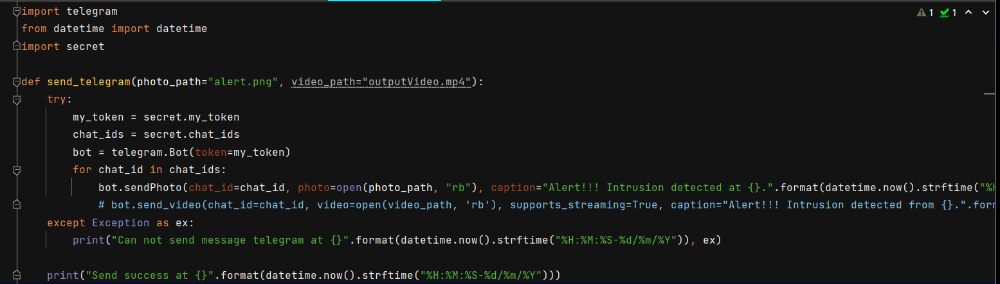 import telegram
from datetime import datetime
import secret
1 1
def send_telegram(photo_path="alert.png", video_path="outputVideo.mp4"):
try:
my_token = secret.my_token
chat_ids = secret.chat_ids
bot = telegram.Bot(token=my_token)
for chat_id in chat_ids:
bot.sendPhoto(chat_id=chat_id, photo=open(photo_path, "rb"), caption="Alert!!! Intrusion detected at {}.".format(datetime.now().strftime("%
# bot.send_video(chat_id=chat_id, video=open(video_path, 'rb'), supports_streaming=True, caption="Alert!!! Intrusion detected from {}.".for
except Exception as ex:
print("Can not send message telegram at {}".format(datetime.now().strftime("%H:%M:%S-%d/%m/%Y")), ex)
print("Send success at {}".format(datetime.now().strftime("%H:%M:%S-%d/%m/%Y")))